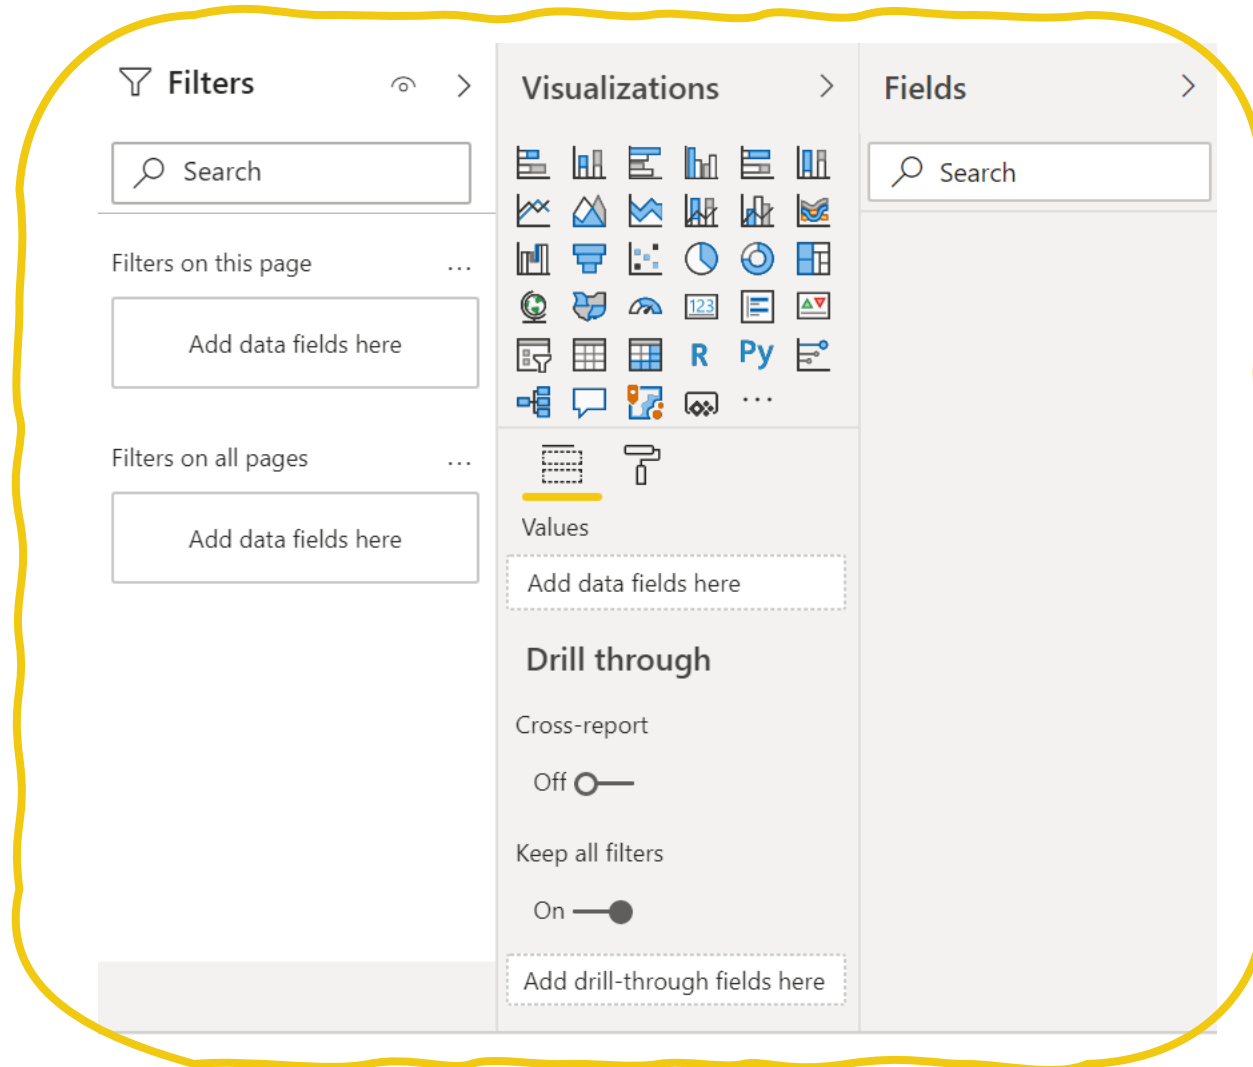 Filters
Search
Filters on this page
...
Add data fields here
Filters on all pages
...
Add data fields here
Visualizations
123
R
Py
...
Values
Add data fields here
Drill through
Cross-report
Off
Keep all filters
On
Add drill-through fields here
Fields
Search